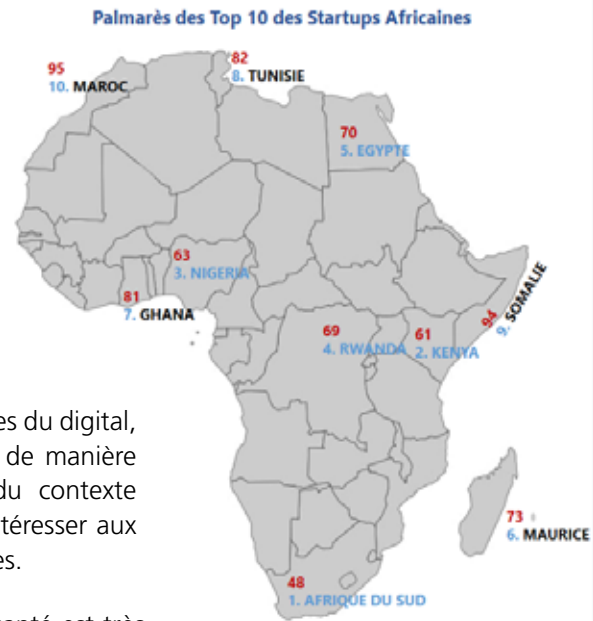 Palmarès des Top 10 des Startups Africaines
95
10. MAROC
82
8. TUNISIE
70
5. EGYPTE
63
3. NIGERIA
81
7. GHANA
94
9. SOMALIE
69
4. RWANDA
61
2. KENYA
73
6. MAURICE
48
1. AFRIQUE DU SUD
es du digital,
de manière
du contexte
téresser aux
es.
est très